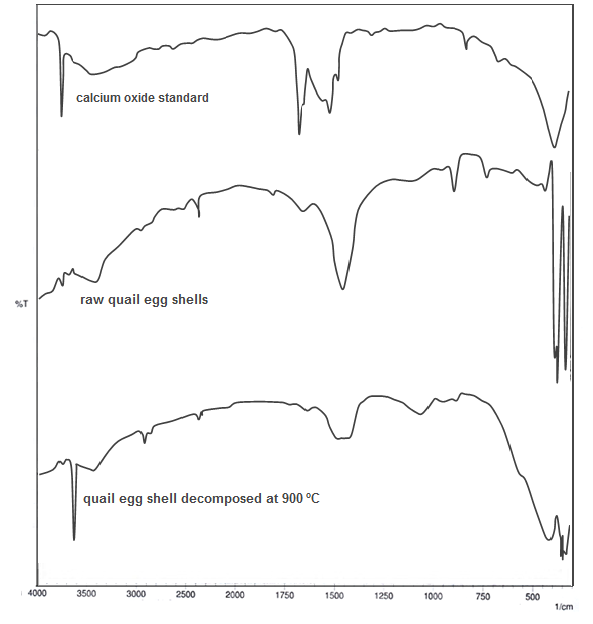 calcium oxide standard
raw quail egg shells
%T
quail egg shell decomposed at 900 ºC
4000 3500 3000 2500 2000 1750 1500 1250 1000 750 500
1/cm